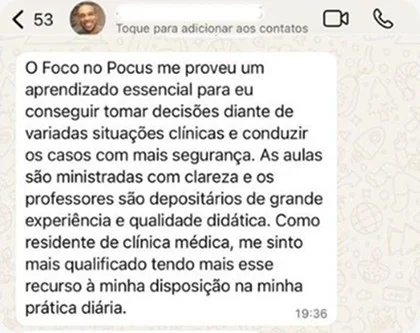 53
Toque para adicionar aos contatos
O Foco no Pocus me proveu um
aprendizado essencial para eu
conseguir tomar decisões diante de
variadas situações clínicas e conduzir
os casos com mais segurança. As aulas
são ministradas com clareza e os
professores são depositários de grande
experiência e qualidade didática. Como
residente de clínica médica, me sinto
mais qualificado tendo mais esse
recurso à minha disposição na minha
prática diária.
19:36